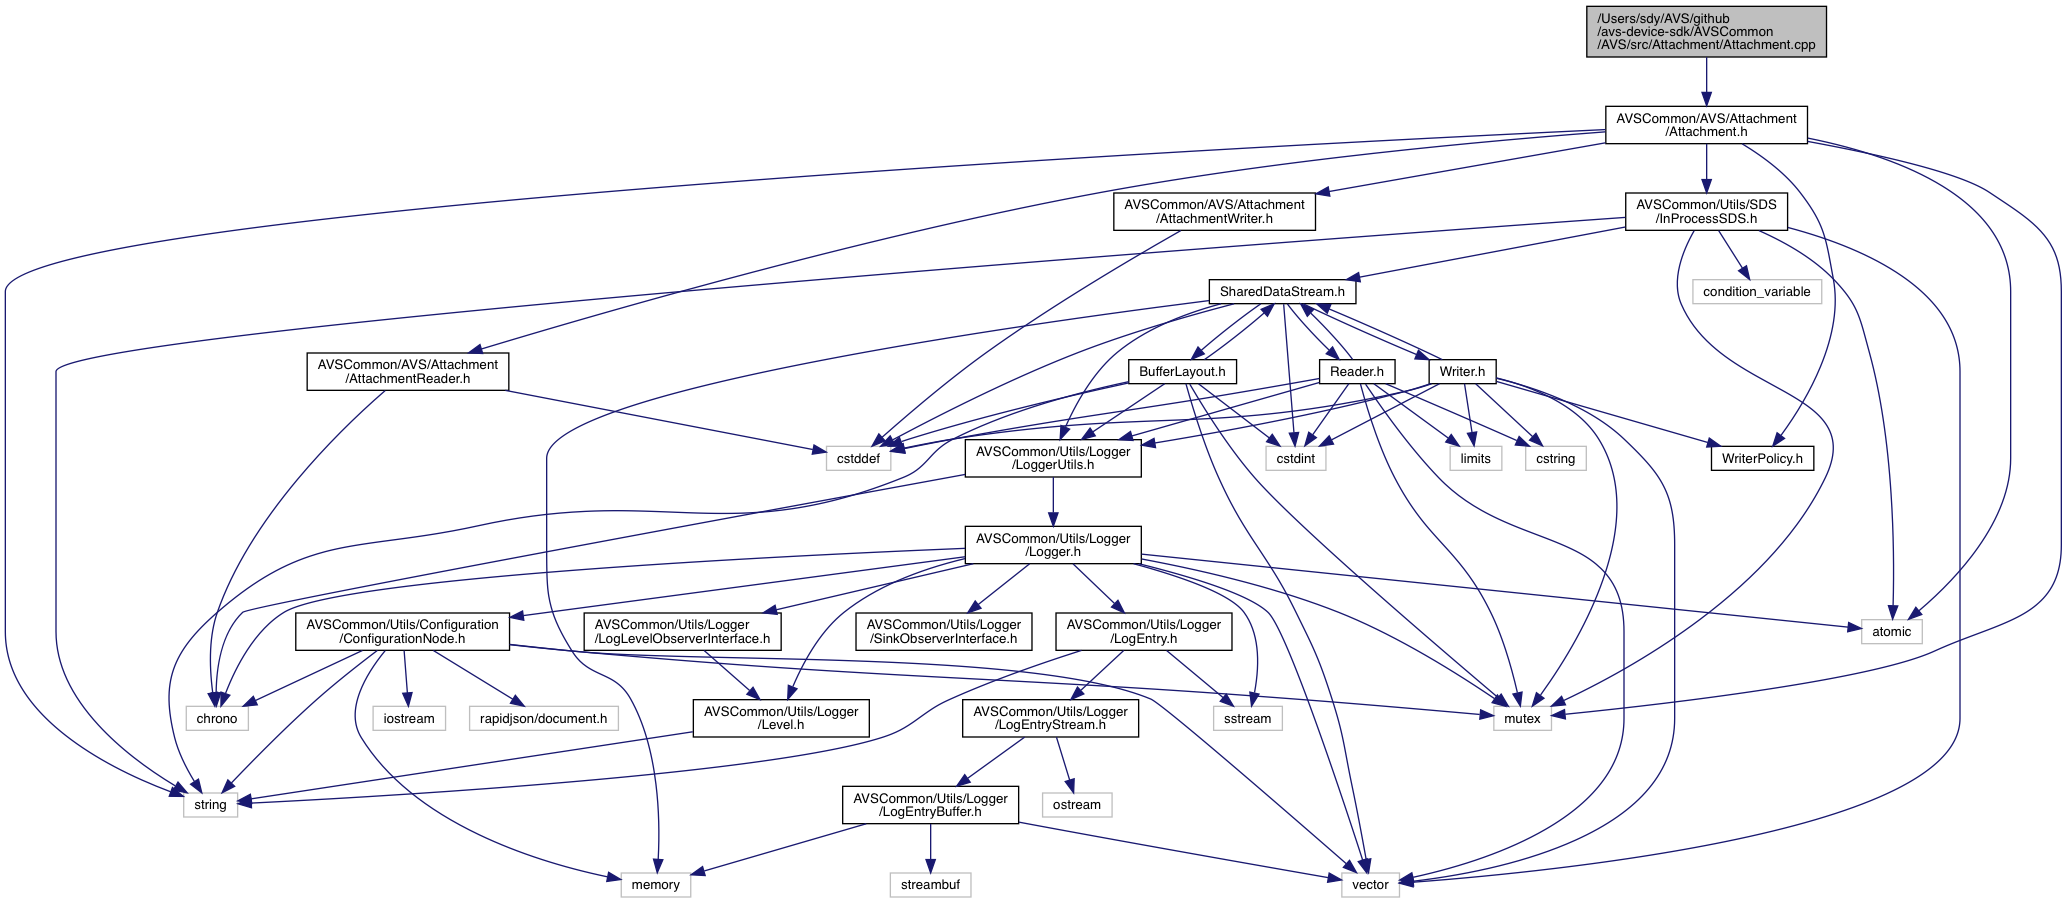 /Users/sdy/AVS/github
/avs-device-sdk/AVSCommon
/AVS/src/Attachment/Attachment.cpp
AVSCommon/AVS/Attachment
/Attachment.h
AVSCommon/AVS/Attachment
/AttachmentWriter.h
AVSCommon/Utils/SDS
/InProcessSDS.h
SharedDataStream.h
condition_variable
AVSCommon/AVS/Attachment
/AttachmentReader.h
BufferLayout.h
Reader.h
Writer.h
cstddef
AVSCommon/Utils/Logger
/LoggerUtils.h
cstdint
limits
cstring
WriterPolicy.h
AVSCommon/Utils/Logger
/Logger.h
AVSCommon/Utils/Configuration
/ConfigurationNode.h
AVSCommon/Utils/Logger
/LogLevelObserverInterface.h
AVSCommon/Utils/Logger
/SinkObserverInterface.h
AVSCommon/Utils/Logger
/LogEntry.h
atomic
chrono
iostream
rapidjson/document.h
AVSCommon/Utils/Logger
/Level.h
AVSCommon/Utils/Logger
/LogEntryStream.h
sstream
mutex
string
AVSCommon/Utils/Logger
/LogEntryBuffer.h
ostream
memory
streambuf
vector